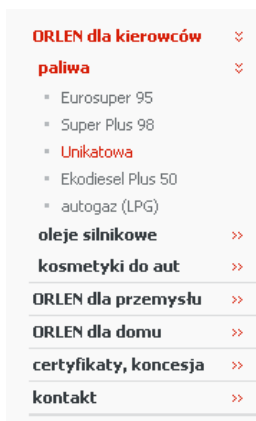 ORLEN dla kierowców
paliwa
Eurosuper 95
Super Plus 98
Unikatowa
Ekodiesel Plus 50
autogaz (LPG)
oleje silnikowe
kosmetyki do aut
ORLEN dla przemysłu
ORLEN dla domu
certyfikaty, koncesja
kontakt